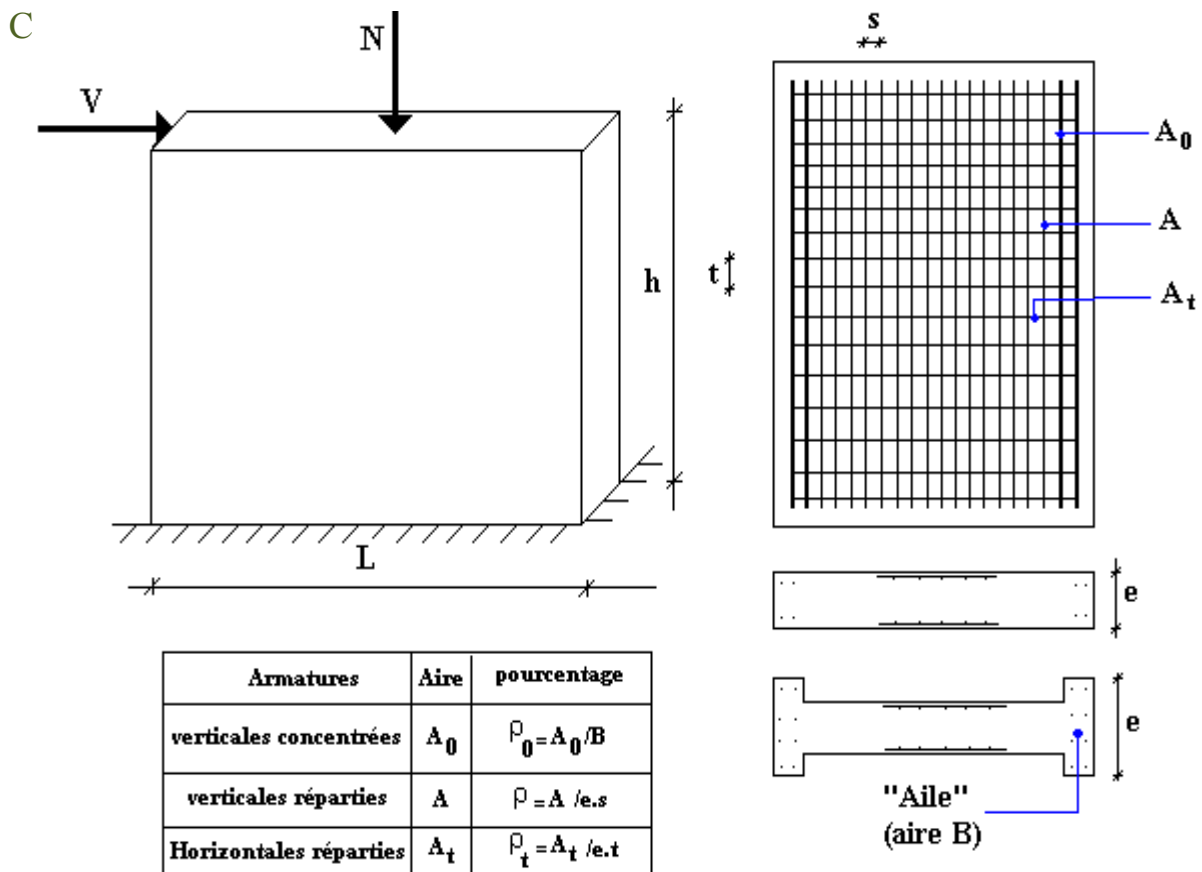 C
N
V
h
L
s
t
A₀
A
Aₜ
e
e
"Aile"
(aire B)
Armatures Aire pourcentage
verticales concentrées A₀ ρ₀=A₀/B
verticales réparties A ρ =A /e.s
Horizontales réparties Aₜ ρₜ=Aₜ/e.t